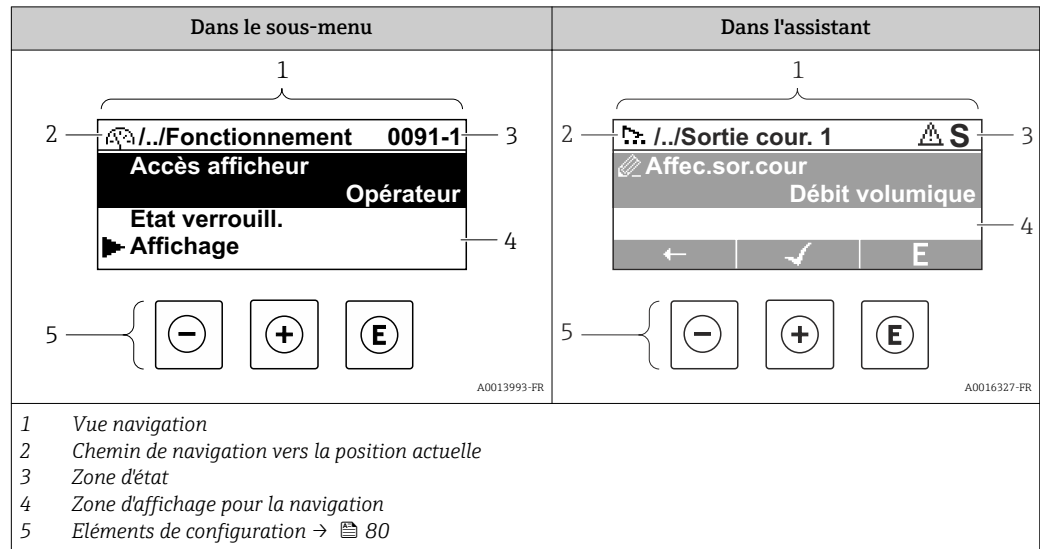 Dans le sous-menu
1
2
/../Fonctionnement 0091-1
3
Accès afficheur
Opérateur
Etat verrouill.
Affichage
4
5
- + E
A0013993-FR
Dans l'assistant
1
2
/../Sortie cour. 1 S
3
Affec.sor.cour
Débit volumique
4
← ✓ E
5
- + E
A0016327-FR
1 Vue navigation
2 Chemin de navigation vers la position actuelle
3 Zone d'état
4 Zone d'affichage pour la navigation
5 Eléments de configuration → 80